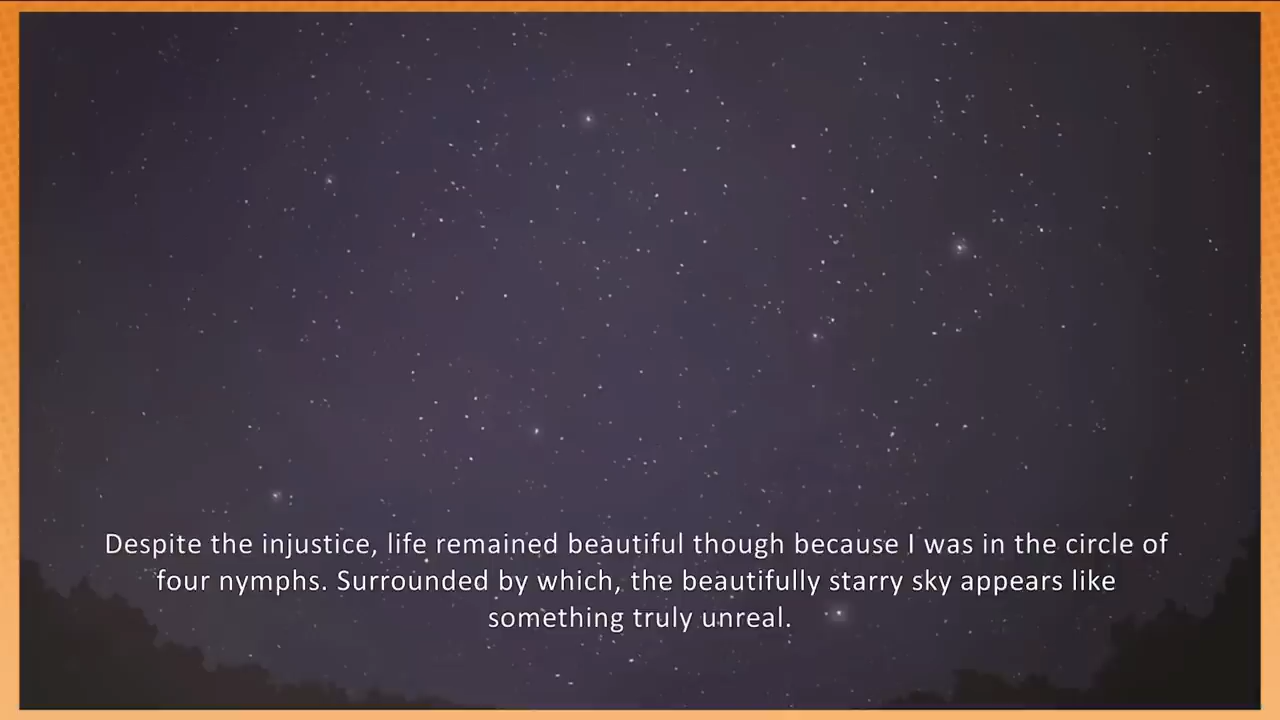 Despite the injustice, life remained beautiful though because I was in the circle of
four nymphs. Surrounded by which, the beautifully starry sky appears like
something truly unreal.